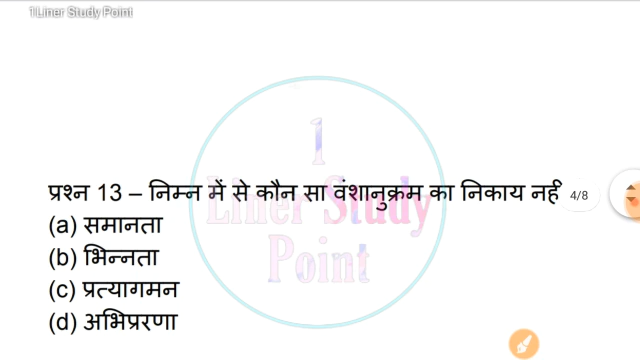 1Liner Study Point
1
प्रश्न 13 – निम्न में से कौन सा वंशानुक्रम का निकाय नहीं
4/8
Liner Study
(a) समानता
(b) भिन्नता
Point
(c) प्रत्यागमन
(d) अभिप्ररणा